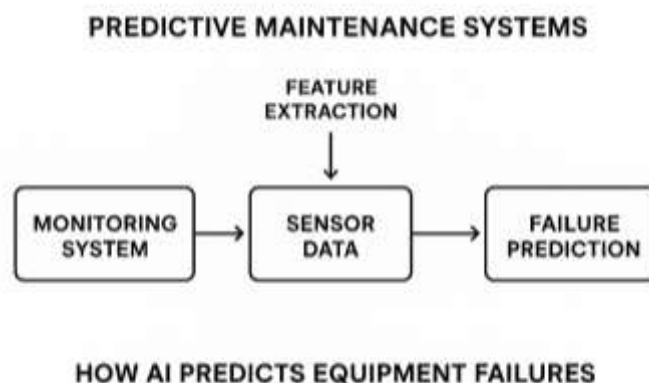 PREDICTIVE MAINTENANCE SYSTEMS
FEATURE
EXTRACTION
MONITORING
SYSTEM
SENSOR
DATA
FAILURE
PREDICTION
HOW AI PREDICTS EQUIPMENT FAILURES